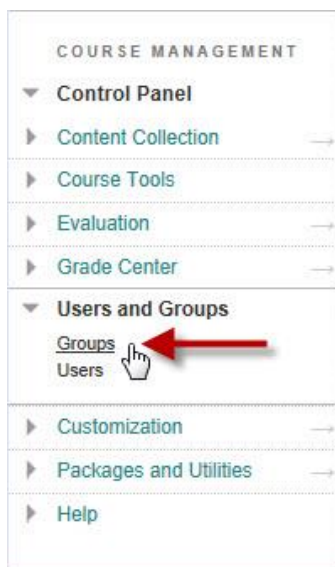 COURSE MANAGEMENT
Control Panel
Content Collection
Course Tools
Evaluation
Grade Center
Users and Groups
Groups
Users
Customization
Packages and Utilities
Help